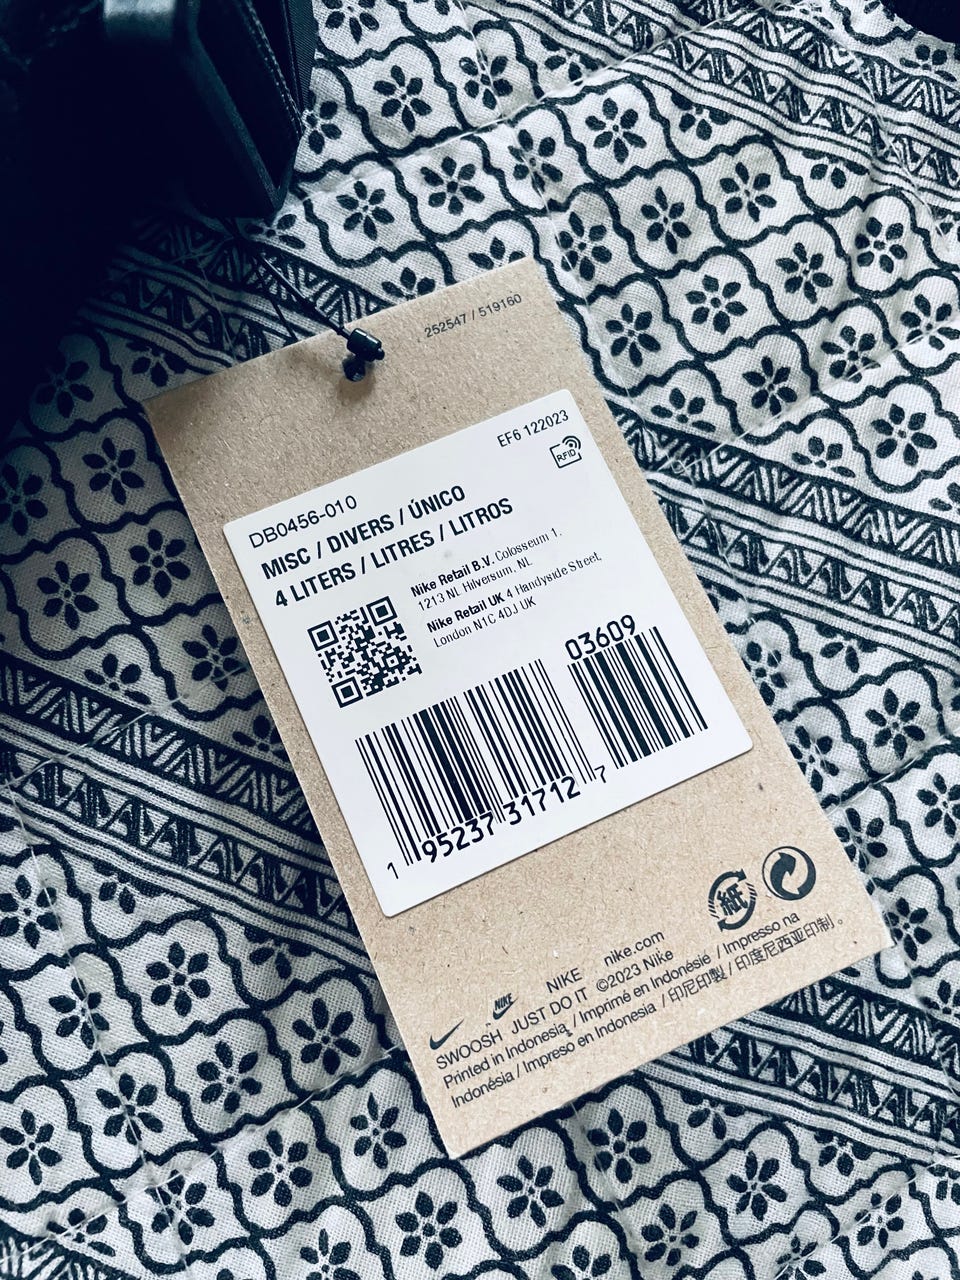 252547 / 519160
EF6 122023
RFID
DB0456-010
MISC / DIVERS / ÚNICO
4 LITERS / LITRES / LITROS
Nike Retail B.V. Colosseum 1,
1213 NL Hilversum, NL
Nike Retail UK 4 Handyside Street,
London N1C 4DJ UK
03609
1 95237 31712 7
紙
NIKE
NIKE nike.com
SWOOSH JUST DO IT ©2023 Nike
Printed in Indonesia / Imprimé en Indonésie / Impresso na
Indonésia / Impreso en Indonesia / 印尼印製 / 印度尼西亚印制。